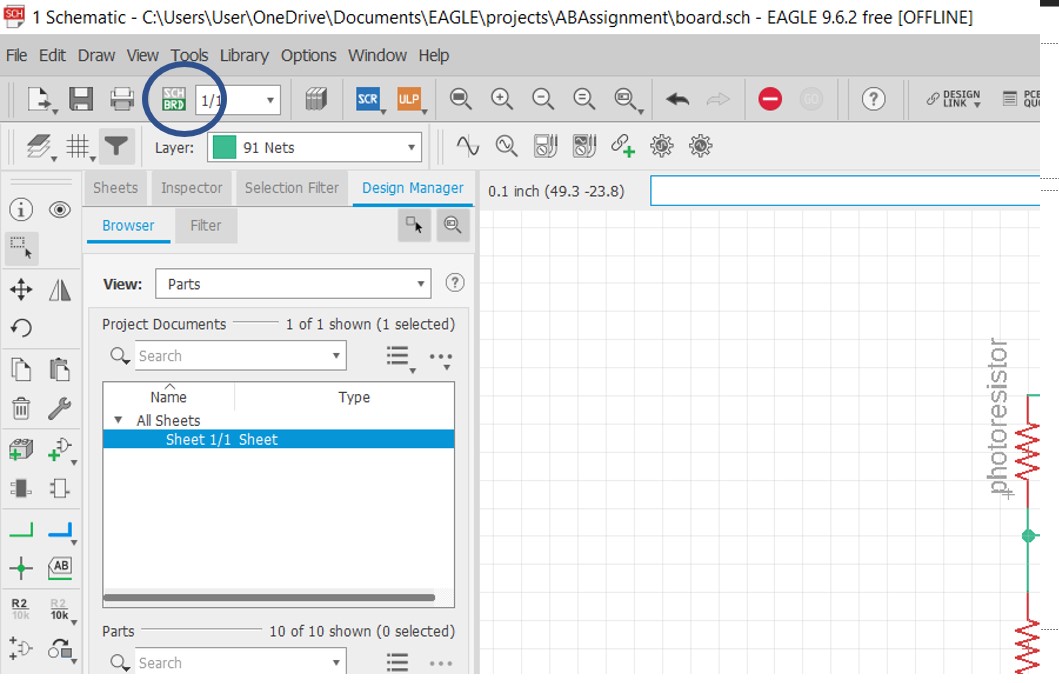 SCH
1 Schematic - C:\Users\User\OneDrive\Documents\EAGLE\projects\ABAssignment\board.sch - EAGLE 9.6.2 free [OFFLINE]
File Edit Draw View Tools Library Options Window Help
SCH
BRD
1/1
SCR
ULP
GO
?
DESIGN
LINK
PCB
QUO
Layer: 91 Nets
Sheets Inspector Selection Filter Design Manager
0.1 inch (49.3 -23.8)
Browser Filter
View: Parts ?
Project Documents 1 of 1 shown (1 selected)
Search
Name Type
All Sheets
Sheet 1/1 Sheet
Parts 10 of 10 shown (0 selected)
Search
AB
R2
10k
R2
10k
photoresistor